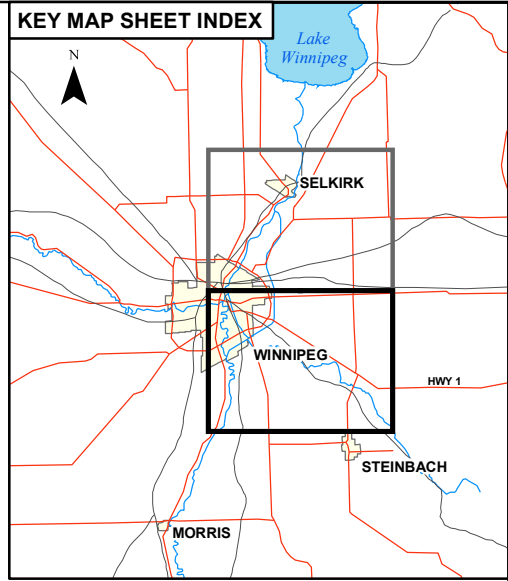 KEY MAP SHEET INDEX
Lake
Winnipeg
N
SELKIRK
WINNIPEG
HWY 1
STEINBACH
MORRIS